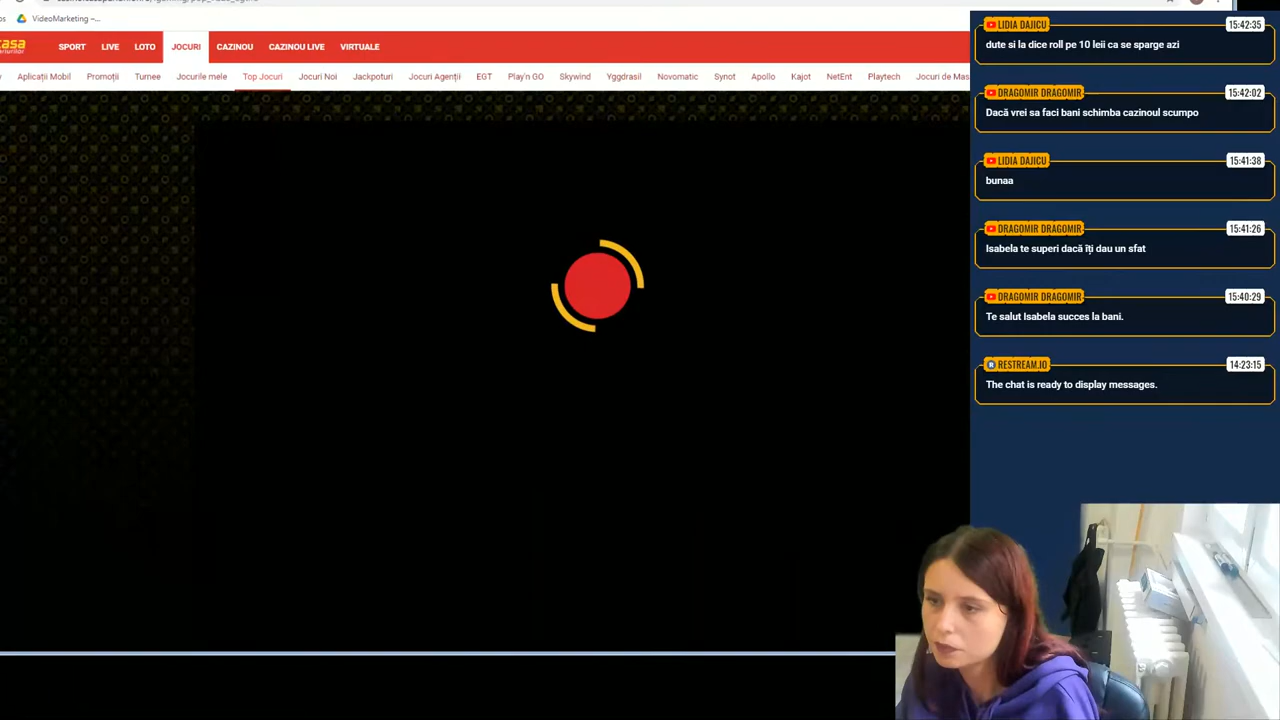 VideoMarketing –...
casa
SPORT LIVE LOTO JOCURI CAZINOU CAZINOU LIVE VIRTUALE
Aplicații Mobil Promoții Turnee Jocurile mele Top Jocuri Jocuri Noi Jackpoturi Jocuri Agenții EGT Play'n GO Skywind Yggdrasil Novomatic Synot Apollo Kajot NetEnt Playtech Jocuri de Mas
LIDIA DAJICU 15:42:35
dute si la dice roll pe 10 leii ca se sparge azi
DRAGOMIR DRAGOMIR 15:42:02
Dacă vrei sa faci bani schimba cazinoul scumpo
LIDIA DAJICU 15:41:38
bunaa
DRAGOMIR DRAGOMIR 15:41:26
Isabela te superi dacă îți dau un sfat
DRAGOMIR DRAGOMIR 15:40:29
Te salut Isabela succes la bani.
RESTREAM.IO 14:23:15
The chat is ready to display messages.